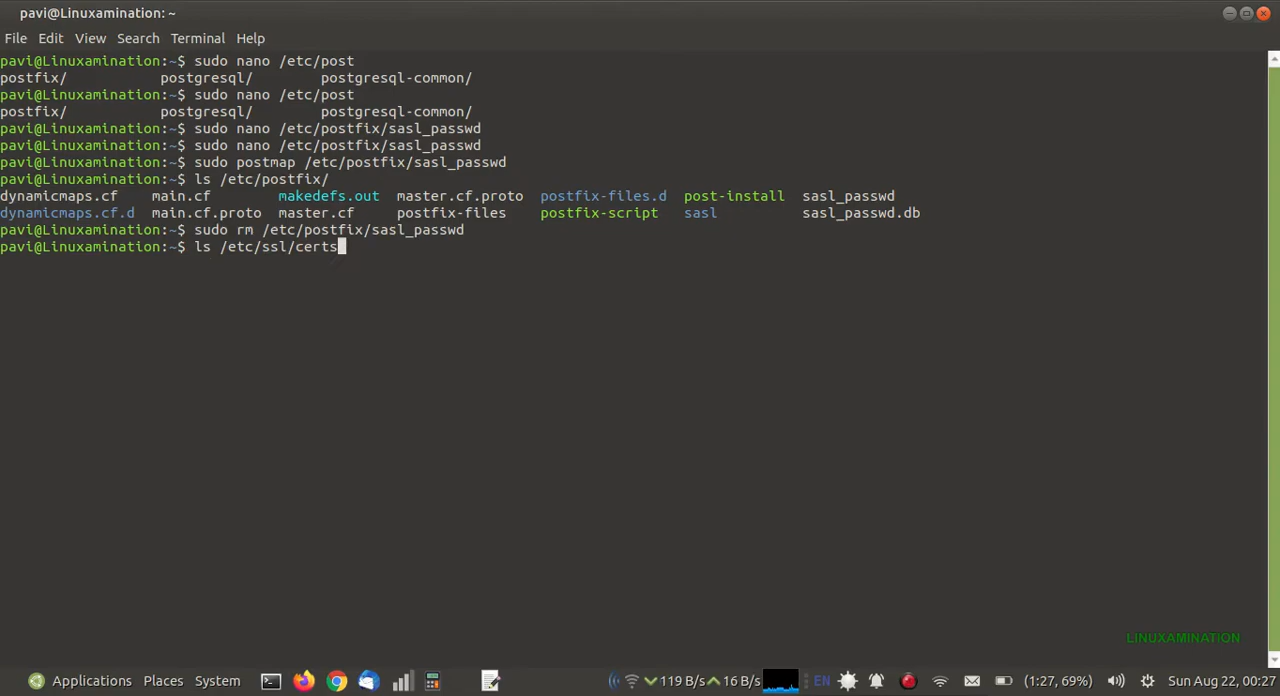 pavi@Linuxamination: ~
File Edit View Search Terminal Help
pavi@Linuxamination:~$ sudo nano /etc/post
postfix/ postgresql/ postgresql-common/
pavi@Linuxamination:~$ sudo nano /etc/post
postfix/ postgresql/ postgresql-common/
pavi@Linuxamination:~$ sudo nano /etc/postfix/sasl_passwd
pavi@Linuxamination:~$ sudo nano /etc/postfix/sasl_passwd
pavi@Linuxamination:~$ sudo postmap /etc/postfix/sasl_passwd
pavi@Linuxamination:~$ ls /etc/postfix/
dynamicmaps.cf main.cf makedefs.out master.cf.proto postfix-files.d post-install sasl_passwd
dynamicmaps.cf.d main.cf.proto master.cf postfix-files postfix-script sasl sasl_passwd.db
pavi@Linuxamination:~$ sudo rm /etc/postfix/sasl_passwd
pavi@Linuxamination:~$ ls /etc/ssl/certs
LINUXAMINATION
Applications Places System 119 B/s 16 B/s EN (1:27, 69%) Sun Aug 22, 00:27